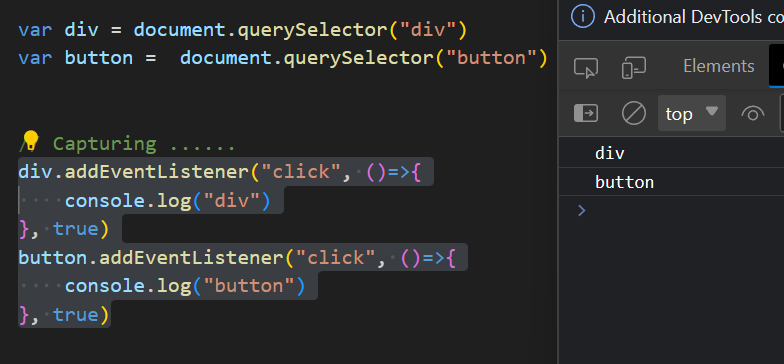 var div = document.querySelector("div")
var button =  document.querySelector("button")
// Capturing ......
div.addEventListener("click", ()=>{
console.log("div")
}, true)
button.addEventListener("click", ()=>{
console.log("button")
}, true)
Additional DevTools co
Elements
top
div
button